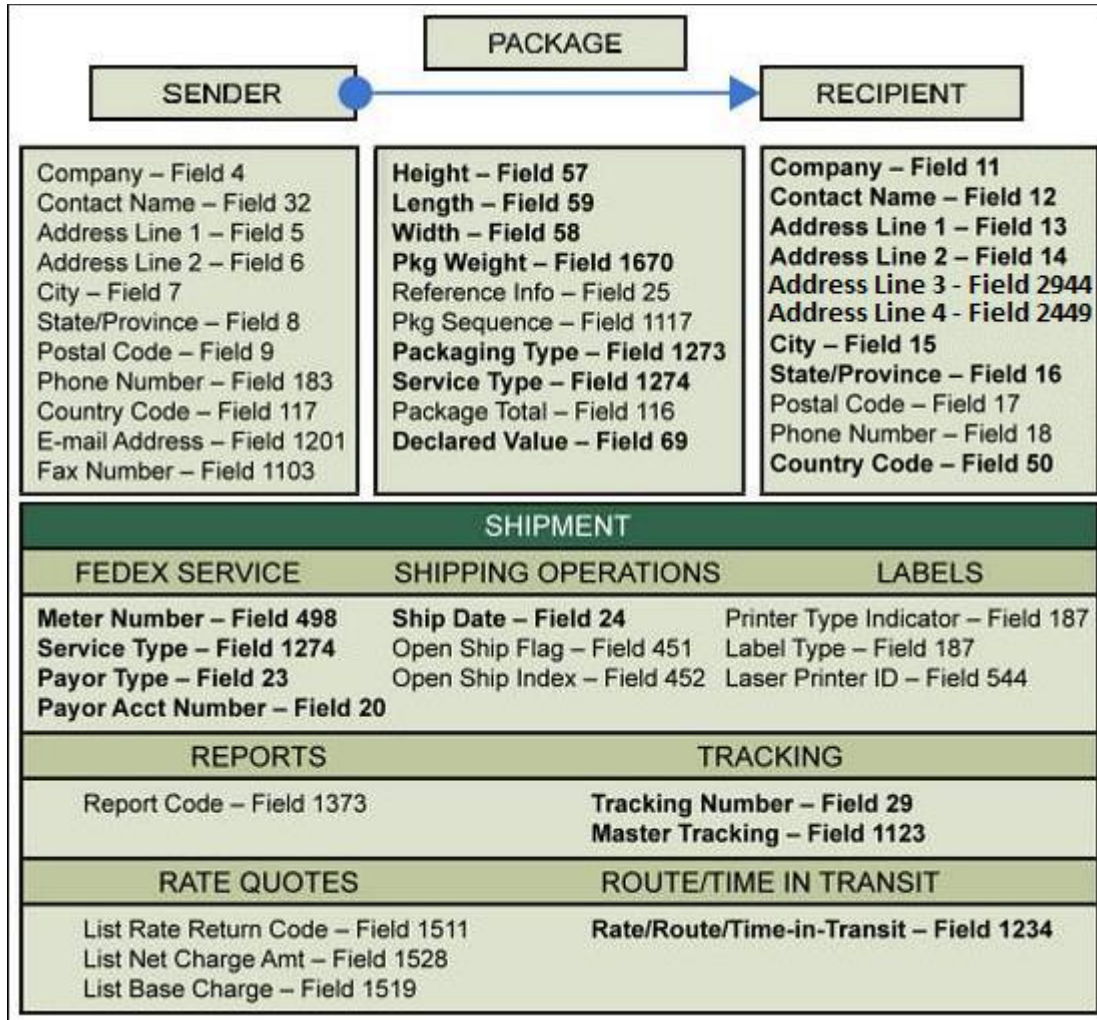 PACKAGE
SENDER
RECIPIENT
Company – Field 4
Contact Name – Field 32
Address Line 1 – Field 5
Address Line 2 – Field 6
City – Field 7
State/Province – Field 8
Postal Code – Field 9
Phone Number – Field 183
Country Code – Field 117
E-mail Address – Field 1201
Fax Number – Field 1103
Height – Field 57
Length – Field 59
Width – Field 58
Pkg Weight – Field 1670
Reference Info – Field 25
Pkg Sequence – Field 1117
Packaging Type – Field 1273
Service Type – Field 1274
Package Total – Field 116
Declared Value – Field 69
Company – Field 11
Contact Name – Field 12
Address Line 1 – Field 13
Address Line 2 – Field 14
Address Line 3 - Field 2944
Address Line 4 - Field 2449
City – Field 15
State/Province – Field 16
Postal Code – Field 17
Phone Number – Field 18
Country Code – Field 50
SHIPMENT
FEDEX SERVICE
Meter Number – Field 498
Service Type – Field 1274
Payor Type – Field 23
Payor Acct Number – Field 20
SHIPPING OPERATIONS
Ship Date – Field 24
Open Ship Flag – Field 451
Open Ship Index – Field 452
LABELS
Printer Type Indicator – Field 187
Label Type – Field 187
Laser Printer ID – Field 544
REPORTS
Report Code – Field 1373
TRACKING
Tracking Number – Field 29
Master Tracking – Field 1123
RATE QUOTES
List Rate Return Code – Field 1511
List Net Charge Amt – Field 1528
List Base Charge – Field 1519
ROUTE/TIME IN TRANSIT
Rate/Route/Time-in-Transit – Field 1234